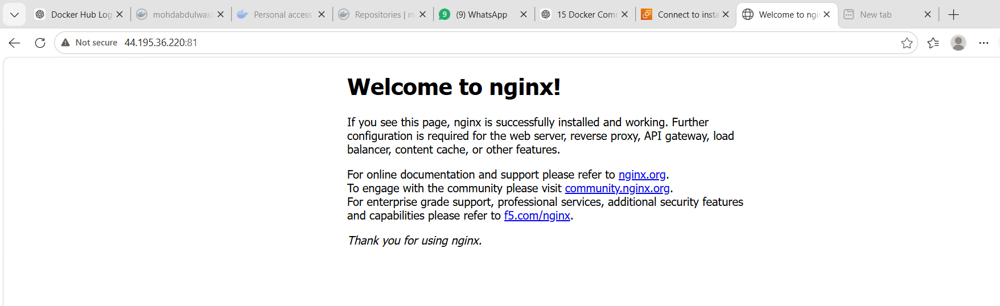 Docker Hub Log
mohdabdulwasi
Personal access
Repositories | m
(9) WhatsApp
15 Docker Com
Connect to insta
Welcome to ngi
New tab
Not secure 44.195.36.220:81
Welcome to nginx!
If you see this page, nginx is successfully installed and working. Further
configuration is required for the web server, reverse proxy, API gateway, load
balancer, content cache, or other features.
For online documentation and support please refer to nginx.org.
To engage with the community please visit community.nginx.org.
For enterprise grade support, professional services, additional security features
and capabilities please refer to f5.com/nginx.
Thank you for using nginx.